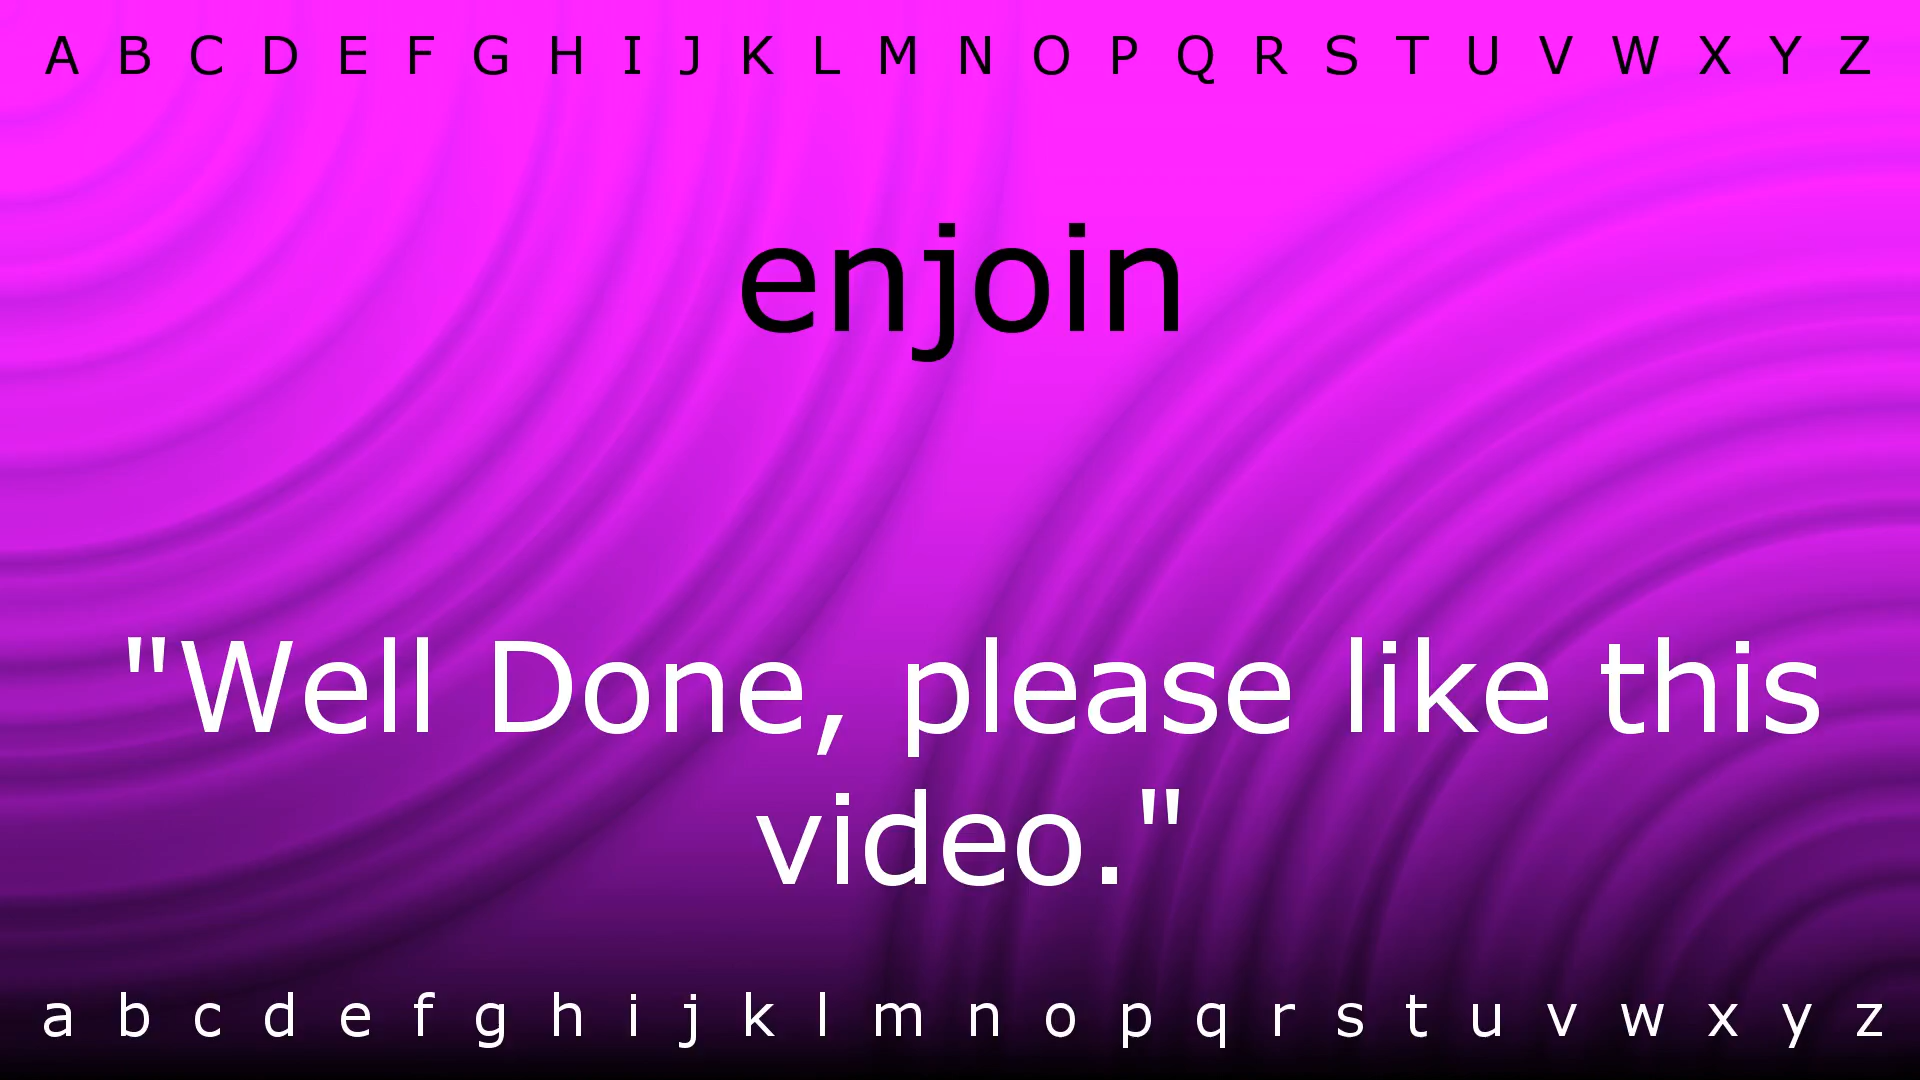 A B C D E F G H I J K L M N O P Q R S T U V W X Y Z
enjoin
"Well Done, please like this
video."
a b c d e f g h i j k l m n o p q r s t u v w x y z